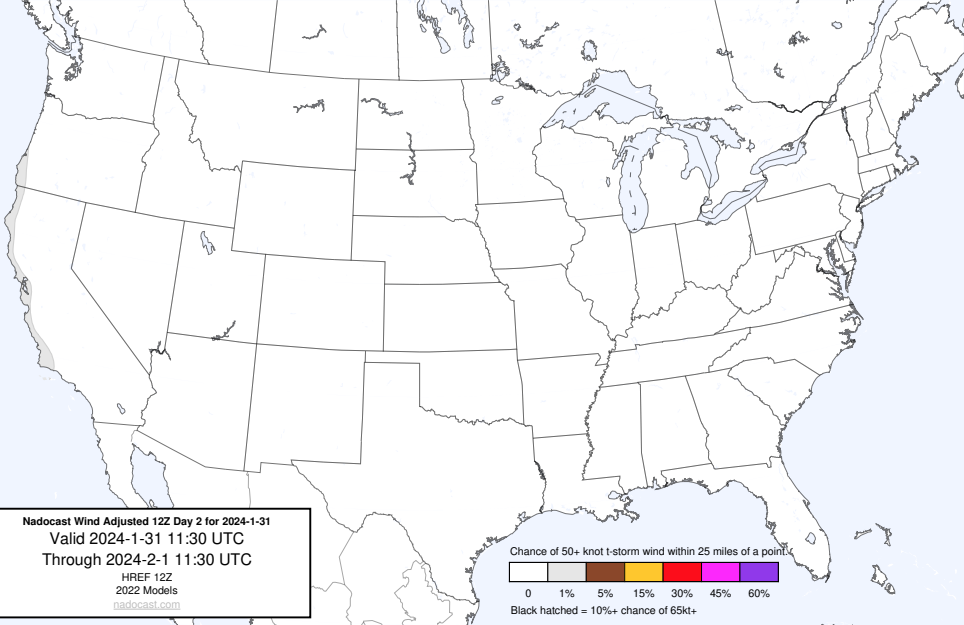 Nadocast Wind Adjusted 12Z Day 2 for 2024-1-31
Valid 2024-1-31 11:30 UTC
Through 2024-2-1 11:30 UTC
HREF 12Z
2022 Models
nadocast.com
Chance of 50+ knot t-storm wind within 25 miles of a point.
0 1% 5% 15% 30% 45% 60%
Black hatched = 10%+ chance of 65kt+